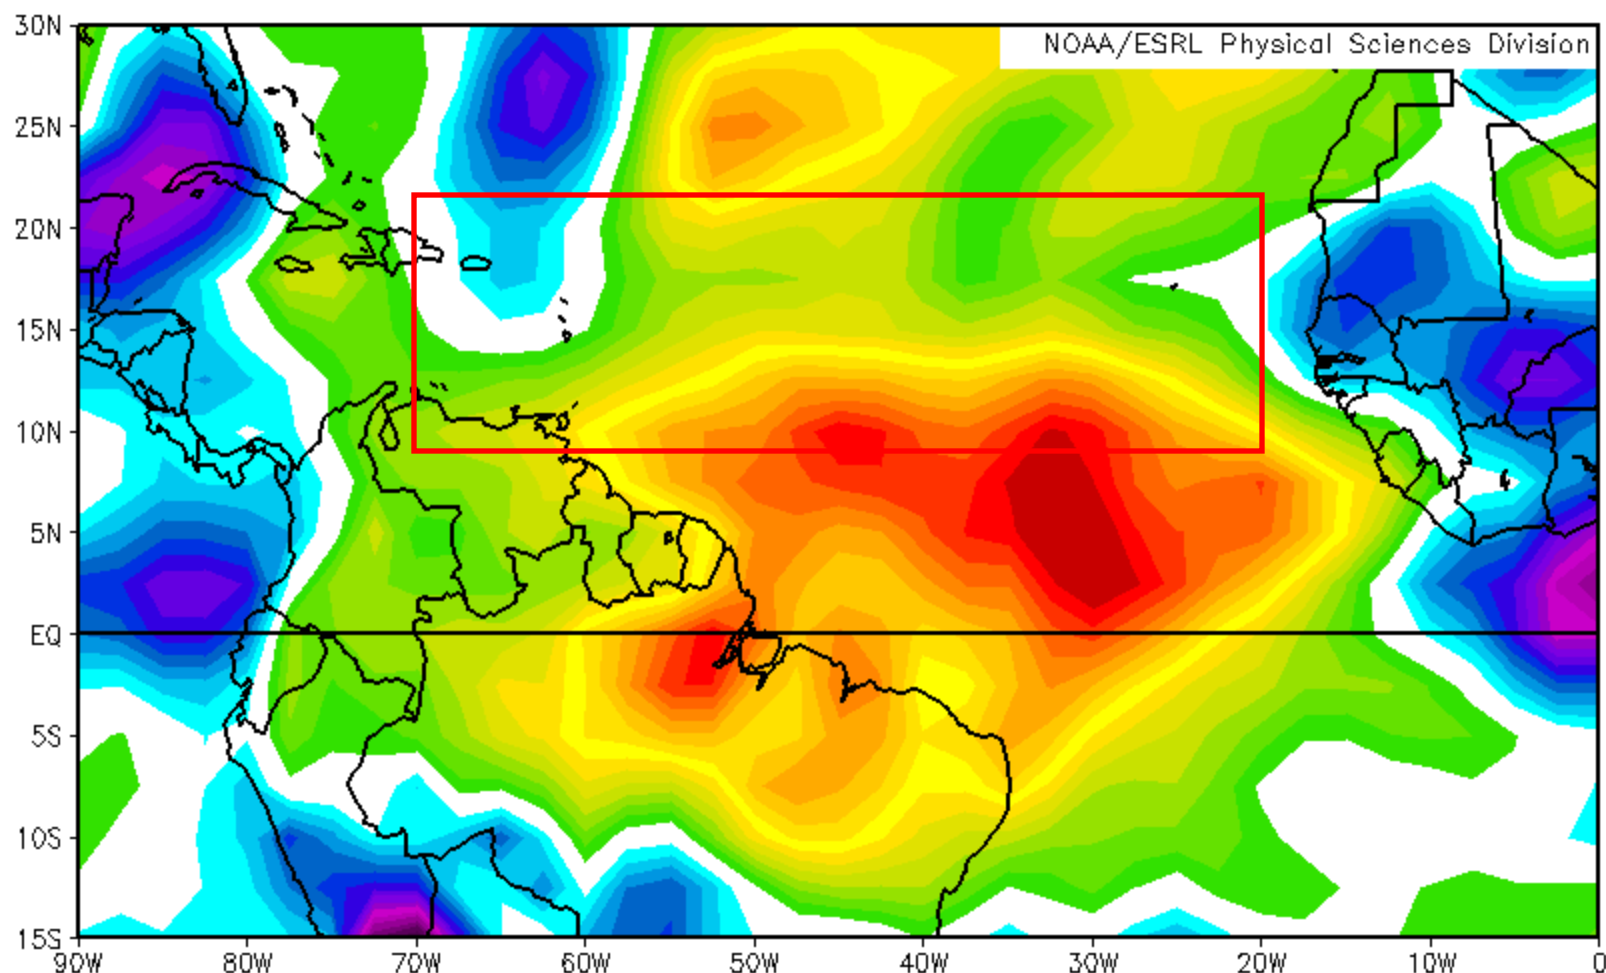 30N
NOAA/ESRL Physical Sciences Division
25N
20N
15N
10N
5N
EQ
5S
10S
15S
90W 80W 70W 60W 50W 40W 30W 20W 10W 0